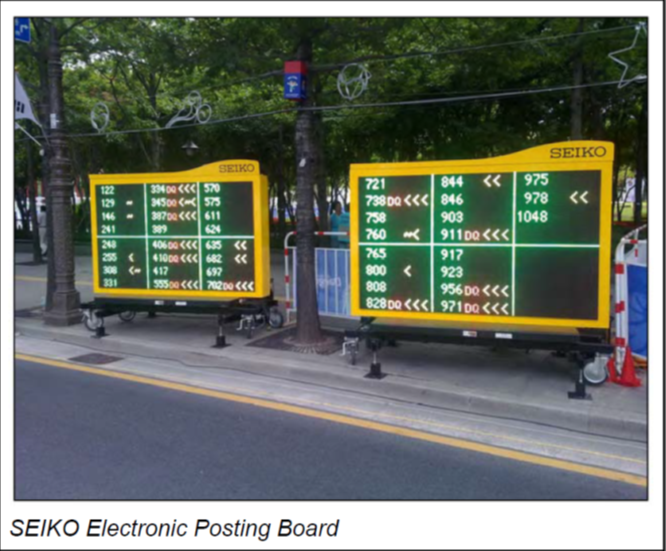 SEIKO
122 334 DQ <<< 570
129 ~ 345 DQ <~< 575
146 ~ 387 DQ <<< 611
241 389 624
248 406 DQ <<< 635 <<
255 < 410 DQ <<< 682 <<
308 <~ 417 697
331 555 DQ <<< 702 DQ <<<
SEIKO
721 844 << 975
738 DQ <<< 846 978 <<
758 903 1048
760 ~< 911 DQ <<<
765 917
800 < 923
808 956 DQ <<<
828 DQ <<< 971 DQ <<<
SEIKO Electronic Posting Board